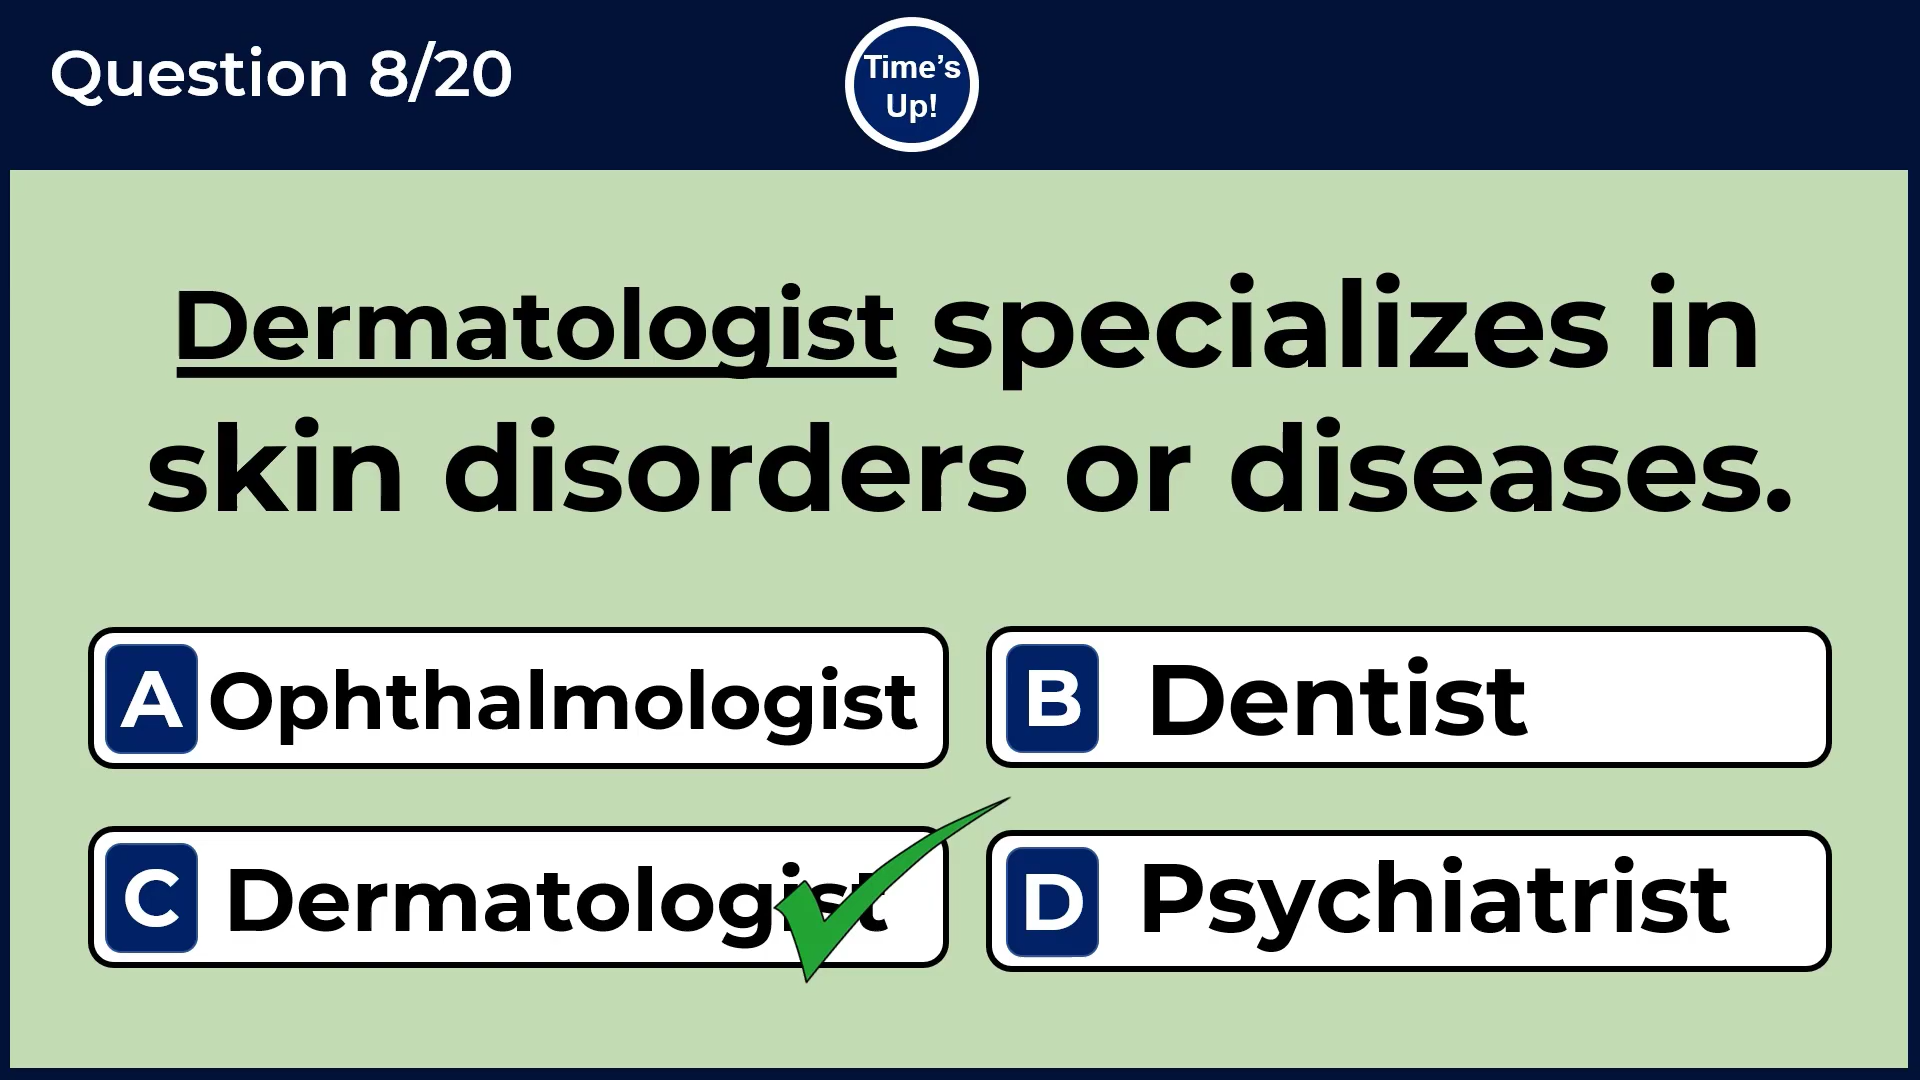 Question 8/20
Time's
Up!
Dermatologist specializes in
skin disorders or diseases.
A Ophthalmologist
B Dentist
C Dermatologist
D Psychiatrist